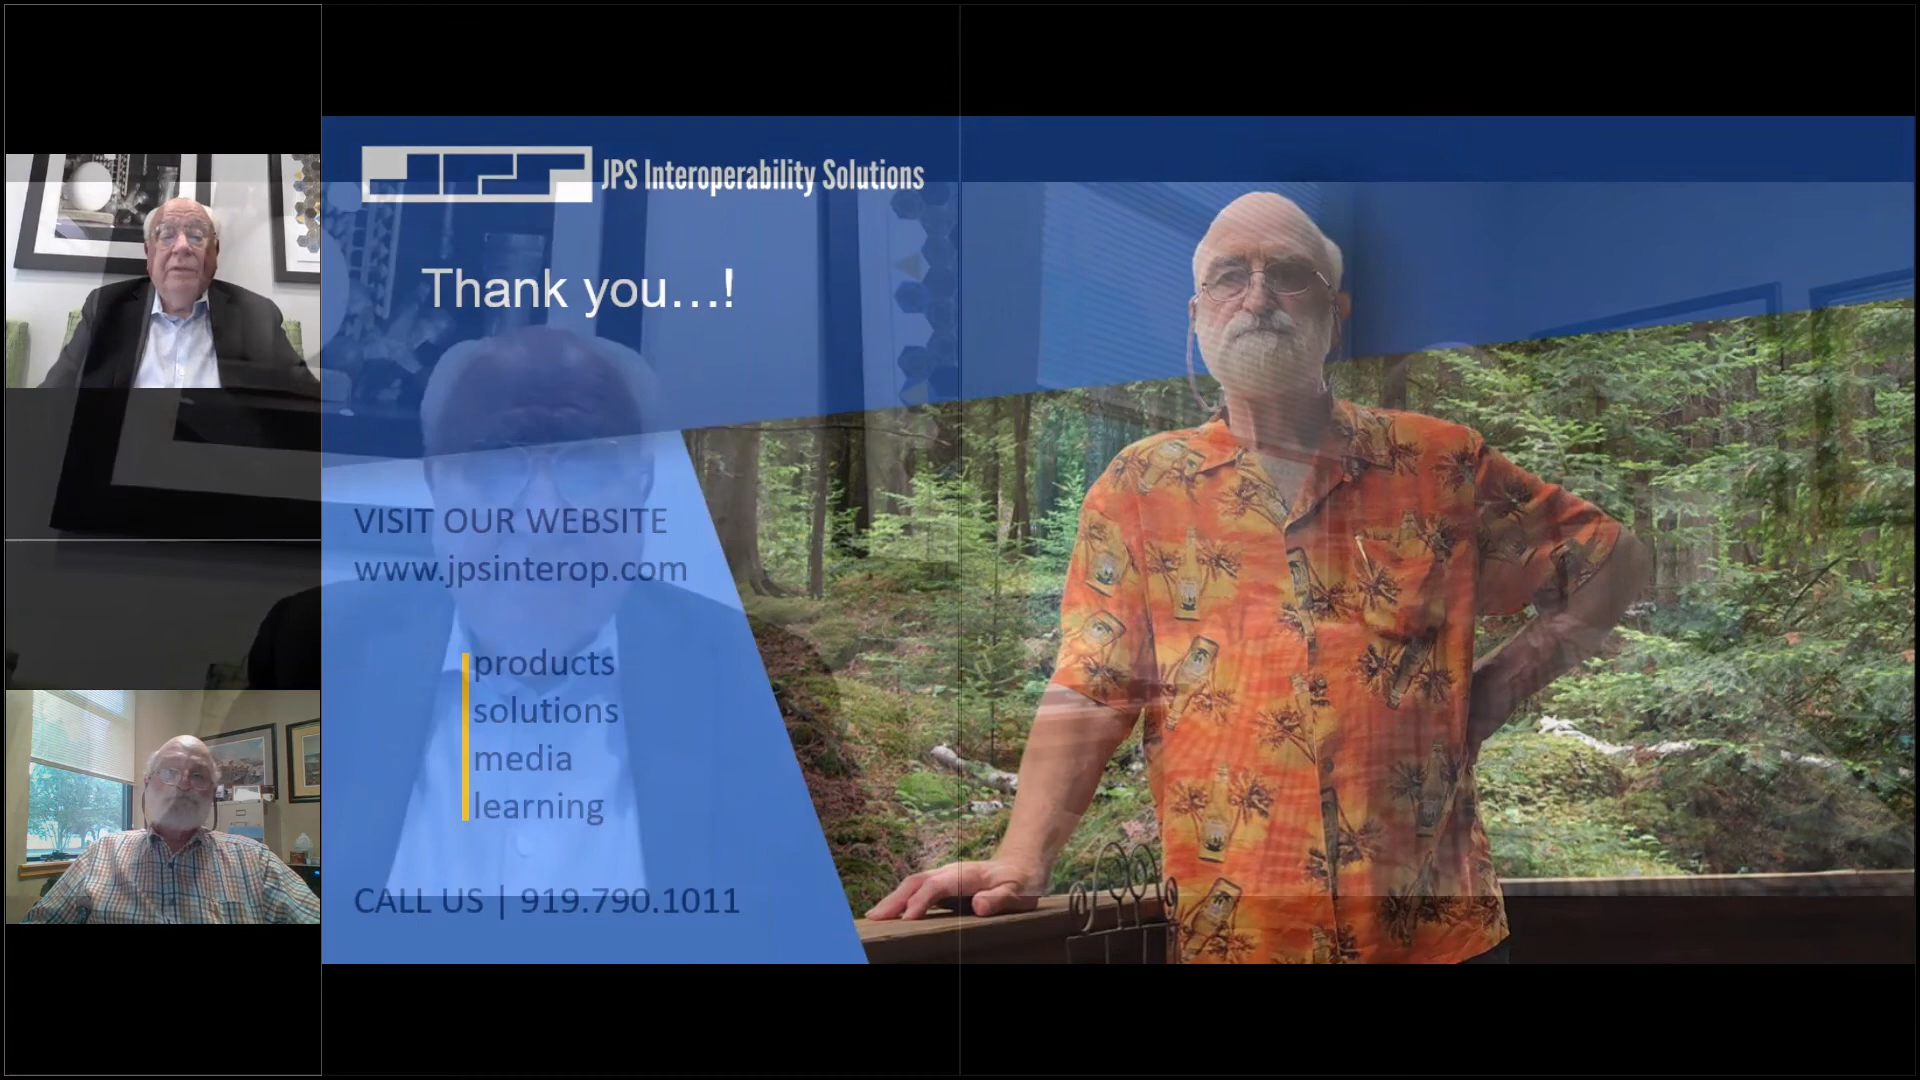 JPS JPS Interoperability Solutions
Thank you...!
VISIT OUR WEBSITE
www.jpsinterop.com
products
solutions
media
learning
CALL US | 919.790.1011